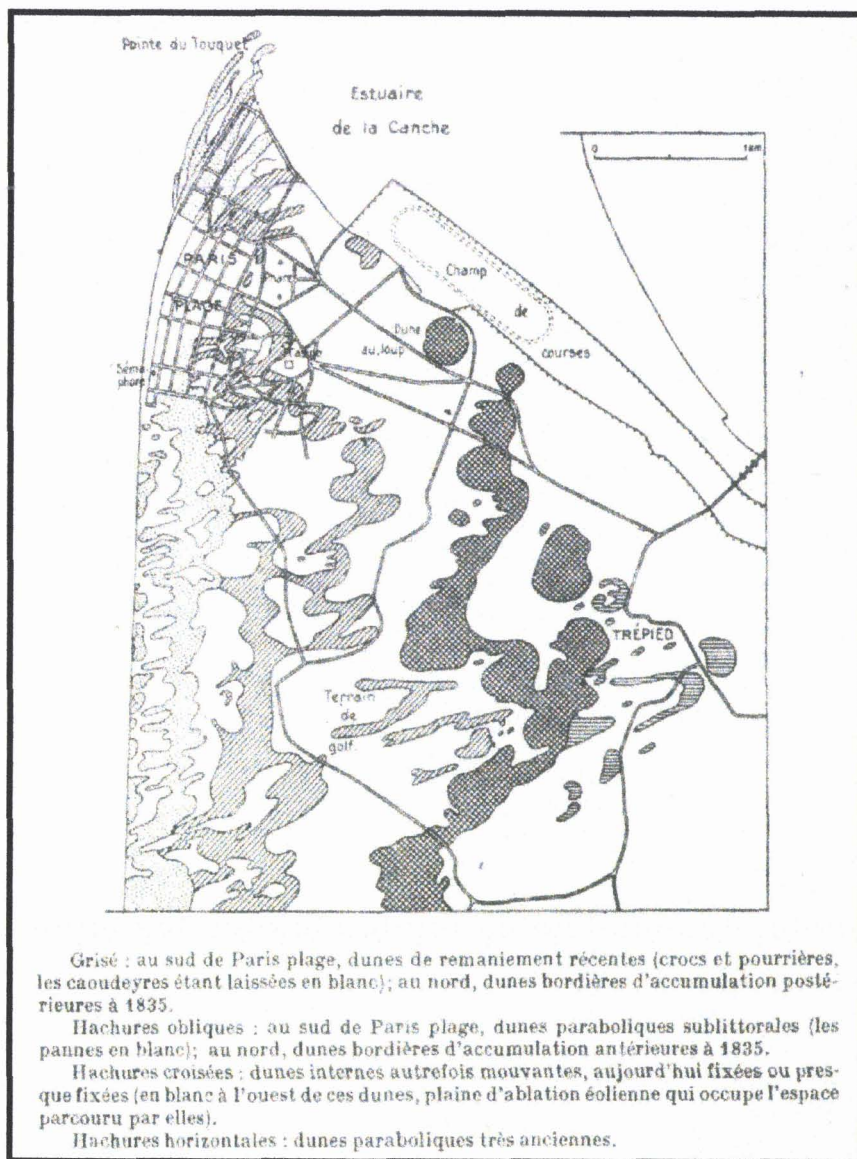 Pointe du Touquet
Estuaire
de la Canche
0 1km
PARIS
Phare
Champ
PLAGE
Dune
de
au loup
courses
Séma
phore
TRÉPIED
Terrain
de
golf
Grisé : au sud de Paris plage, dunes de remaniement récentes (crocs et pourrières,
les caoudeyres étant laissées en blanc); au nord, dunes bordières d'accumulation posté-
rieures à 1835.
Hachures obliques : au sud de Paris plage, dunes paraboliques sublittorales (les
pannes en blanc); au nord, dunes bordières d'accumulation antérieures à 1835.
Hachures croisées : dunes internes autrefois mouvantes, aujourd'hui fixées ou pres-
que fixées (en blanc à l'ouest de ces dunes, plaine d'ablation éolienne qui occupe l'espace
parcouru par elles).
Hachures horizontales : dunes paraboliques très anciennes.